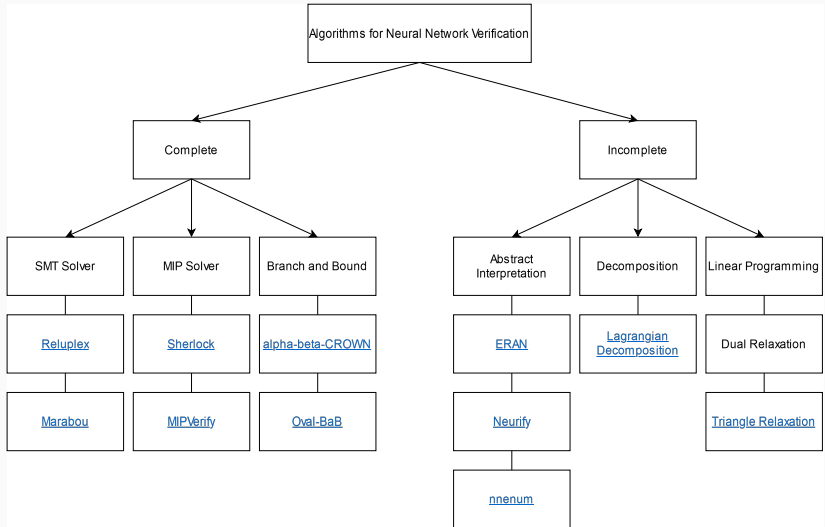 Algorithms for Neural Network Verification
Complete
Incomplete
SMT Solver
MIP Solver
Branch and Bound
Abstract
Interpretation
Decomposition
Linear Programming
Reluplex
Sherlock
alpha-beta-CROWN
ERAN
Lagrangian
Decomposition
Dual Relaxation
Marabou
MIPVerify
Oval-BaB
Neurify
Triangle Relaxation
nnenum